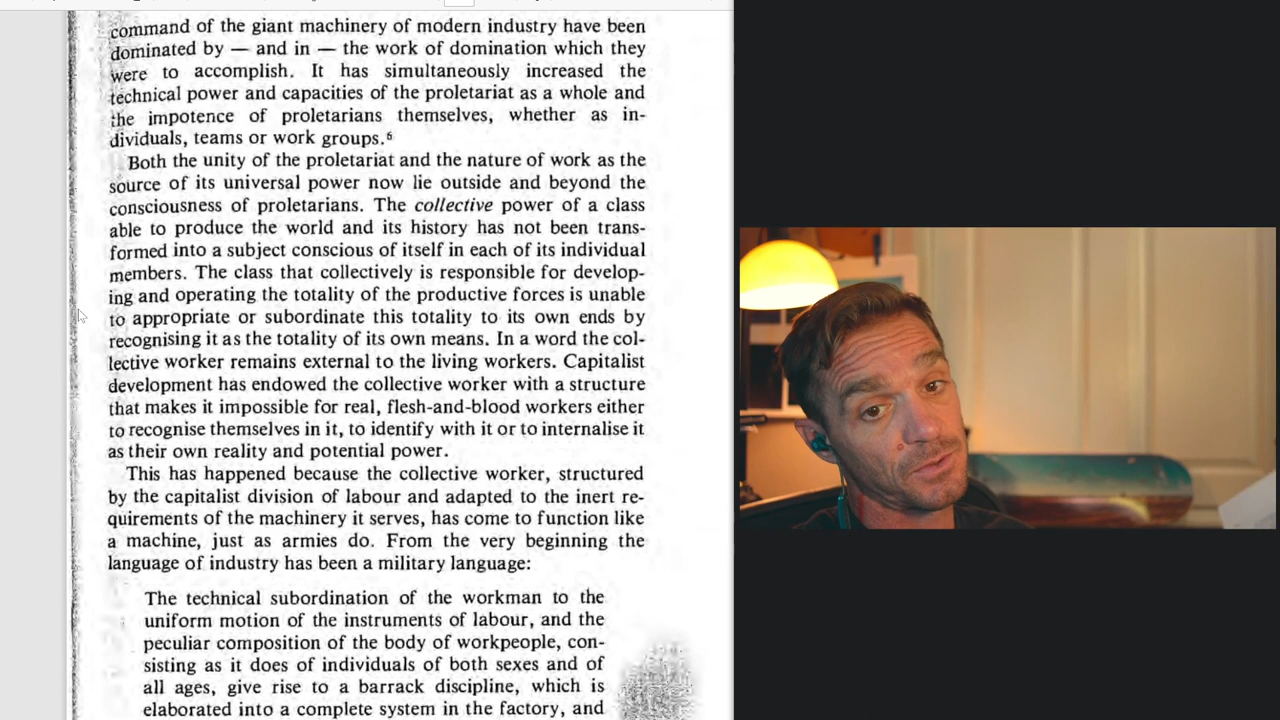 command of the giant machinery of modern industry have been
dominated by — and in — the work of domination which they
were to accomplish. It has simultaneously increased the
technical power and capacities of the proletariat as a whole and
the impotence of proletarians themselves, whether as in-
dividuals, teams or work groups.⁶
Both the unity of the proletariat and the nature of work as the
source of its universal power now lie outside and beyond the
consciousness of proletarians. The collective power of a class
able to produce the world and its history has not been trans-
formed into a subject conscious of itself in each of its individual
members. The class that collectively is responsible for develop-
ing and operating the totality of the productive forces is unable
to appropriate or subordinate this totality to its own ends by
recognising it as the totality of its own means. In a word the col-
lective worker remains external to the living workers. Capitalist
development has endowed the collective worker with a structure
that makes it impossible for real, flesh-and-blood workers either
to recognise themselves in it, to identify with it or to internalise it
as their own reality and potential power.
This has happened because the collective worker, structured
by the capitalist division of labour and adapted to the inert re-
quirements of the machinery it serves, has come to function like
a machine, just as armies do. From the very beginning the
language of industry has been a military language:
The technical subordination of the workman to the
uniform motion of the instruments of labour, and the
peculiar composition of the body of workpeople, con-
sisting as it does of individuals of both sexes and of
all ages, give rise to a barrack discipline, which is
elaborated into a complete system in the factory, and